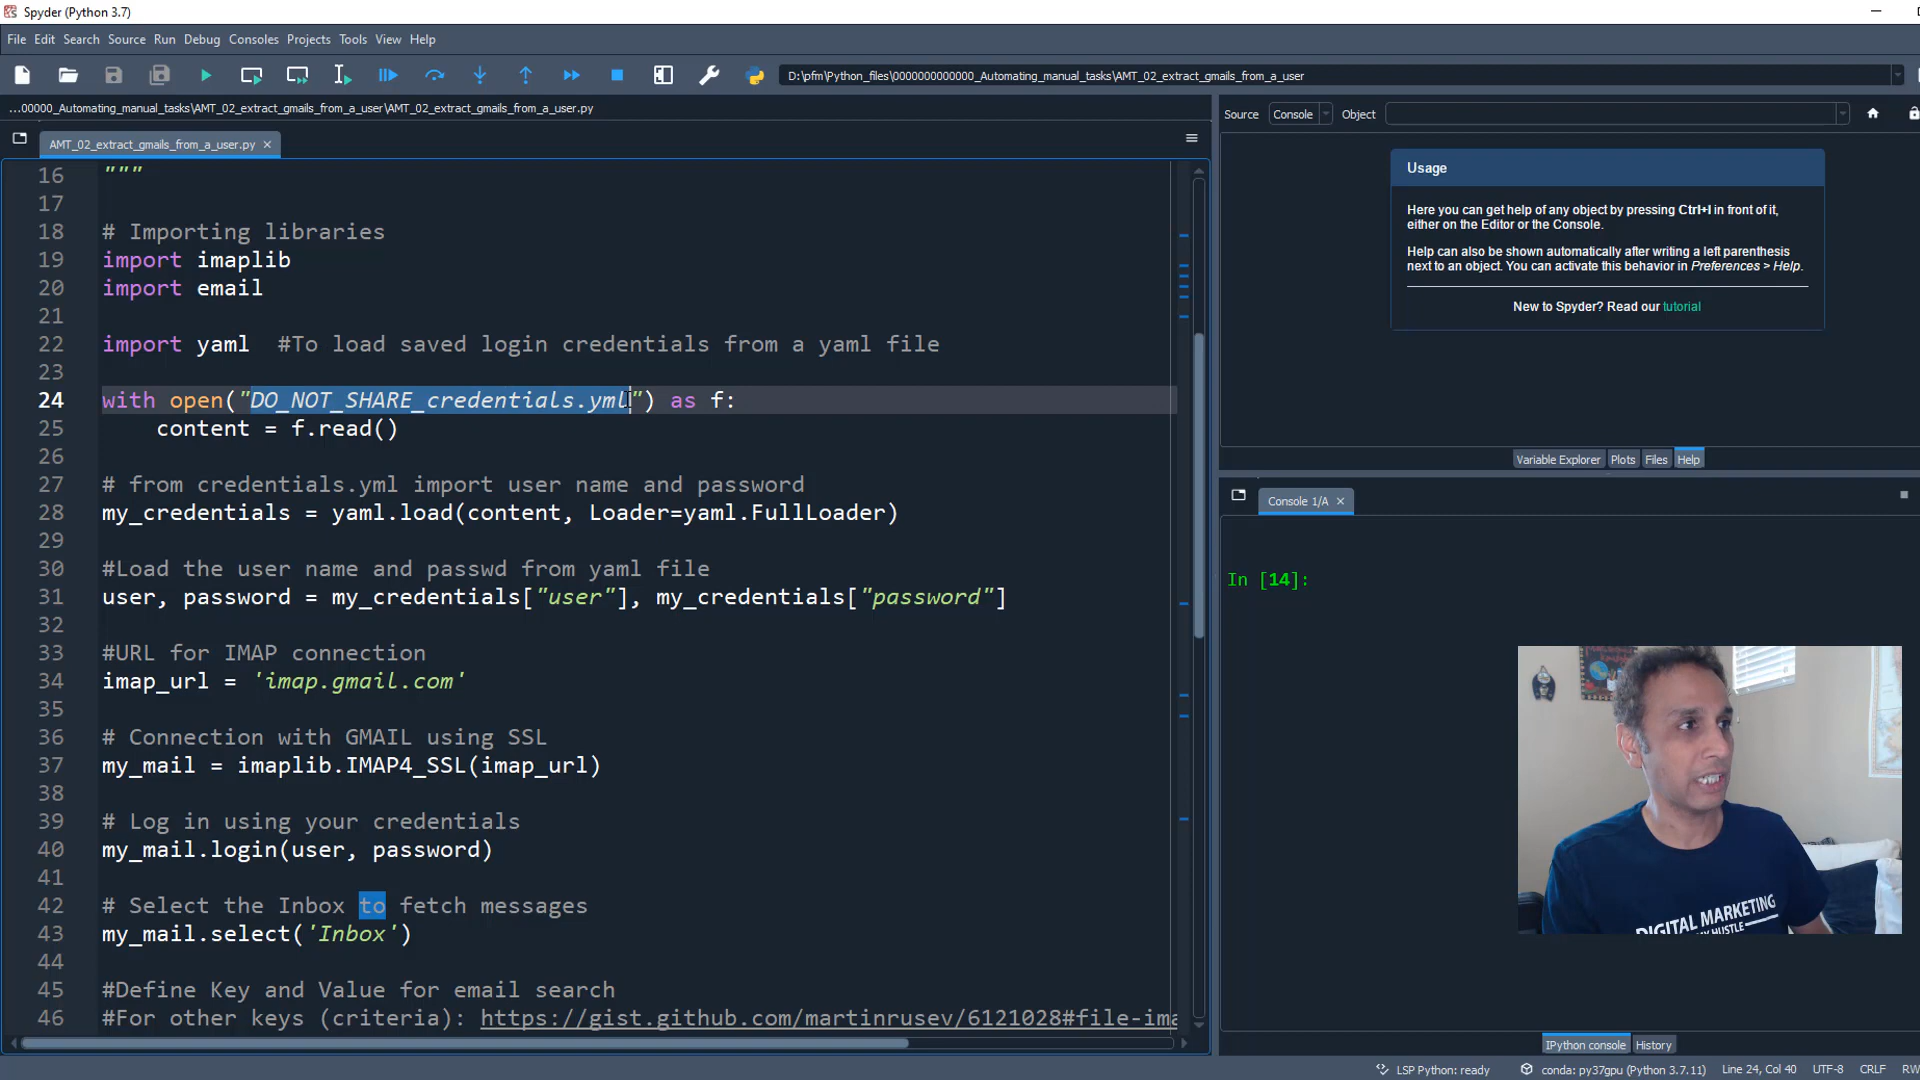 Spyder (Python 3.7)
File Edit Search Source Run Debug Consoles Projects Tools View Help
D:\pfm\Python_files\0000000000000_Automating_manual_tasks\AMT_02_extract_gmails_from_a_user
...00000_Automating_manual_tasks\AMT_02_extract_gmails_from_a_user\AMT_02_extract_gmails_from_a_user.py
AMT_02_extract_gmails_from_a_user.py
16 """
17
18 # Importing libraries
19 import imaplib
20 import email
21
22 import yaml  #To load saved login credentials from a yaml file
23
24 with open("DO_NOT_SHARE_credentials.yml") as f:
25     content = f.read()
26
27 # from credentials.yml import user name and password
28 my_credentials = yaml.load(content, Loader=yaml.FullLoader)
29
30 #Load the user name and passwd from yaml file
31 user, password = my_credentials["user"], my_credentials["password"]
32
33 #URL for IMAP connection
34 imap_url = 'imap.gmail.com'
35
36 # Connection with GMAIL using SSL
37 my_mail = imaplib.IMAP4_SSL(imap_url)
38
39 # Log in using your credentials
40 my_mail.login(user, password)
41
42 # Select the Inbox to fetch messages
43 my_mail.select('Inbox')
44
45 #Define Key and Value for email search
46 #For other keys (criteria): https://gist.github.com/martinrusev/6121028#file-ima
Source Console Object
Usage
Here you can get help of any object by pressing Ctrl+I in front of it,
either on the Editor or the Console.
Help can also be shown automatically after writing a left parenthesis
next to an object. You can activate this behavior in Preferences > Help.
New to Spyder? Read our tutorial
Variable Explorer Plots Files Help
Console 1/A
In [14]:
DIGITAL MARKETING
MY HUSTLE
IPython console History
LSP Python: ready conda: py37gpu (Python 3.7.11) Line 24, Col 40 UTF-8 CRLF RW